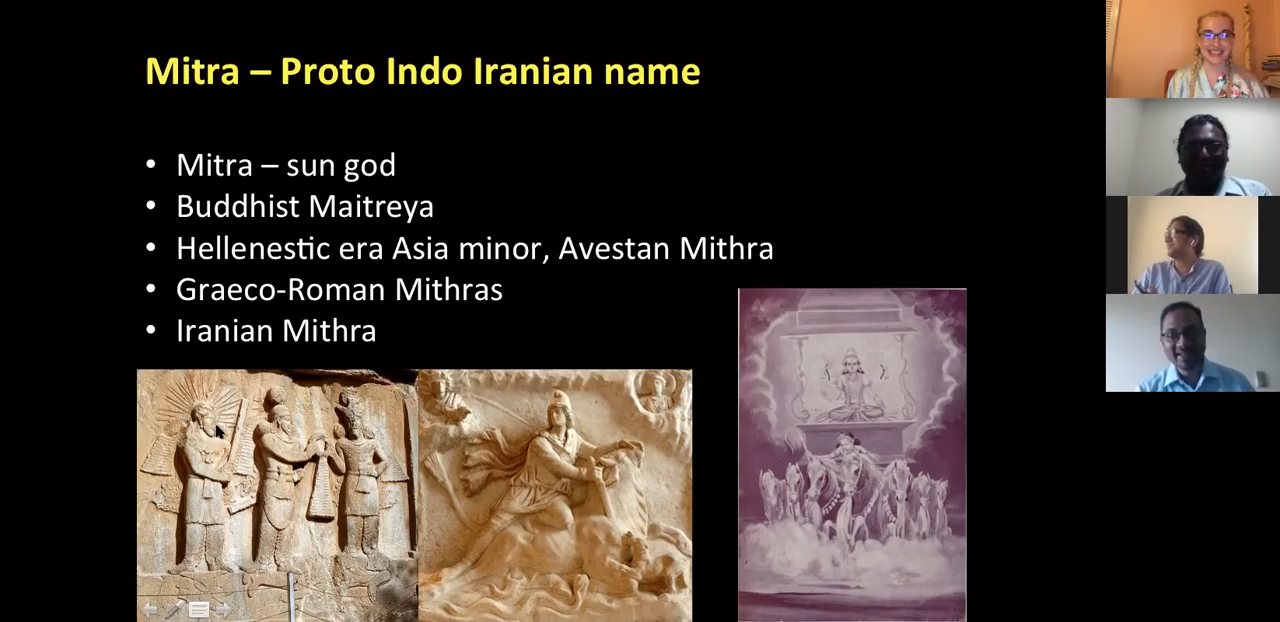 Mitra – Proto Indo Iranian name
• Mitra – sun god
• Buddhist Maitreya
• Hellenestic era Asia minor, Avestan Mithra
• Graeco-Roman Mithras
• Iranian Mithra